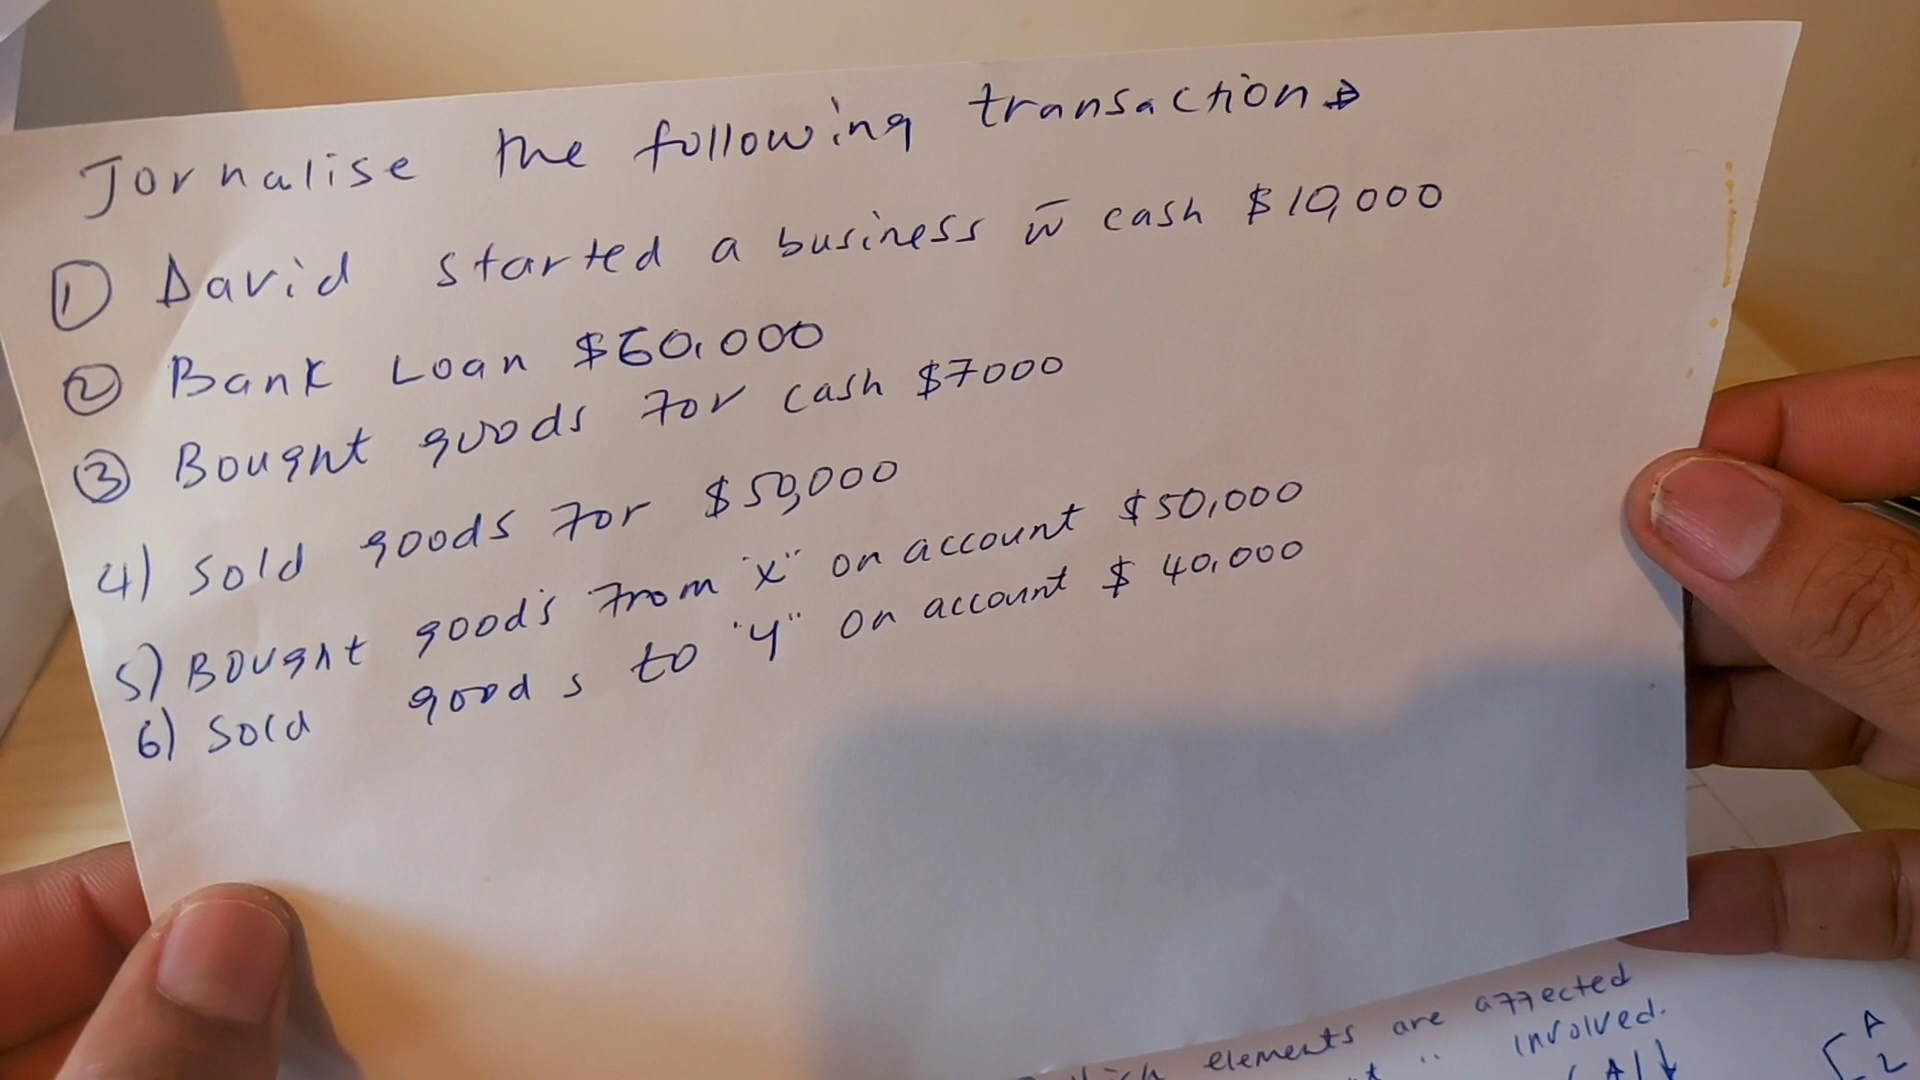 Jornalise the following transaction
① David started a business w̄ cash $10,000
② Bank Loan $60,000
③ Bought goods for cash $7000
4) Sold goods for $50,000
5) Bought goods from "x" on account $50,000
6) Sold goods to "y" on account $ 40,000
elements are affected
involved.
A
L